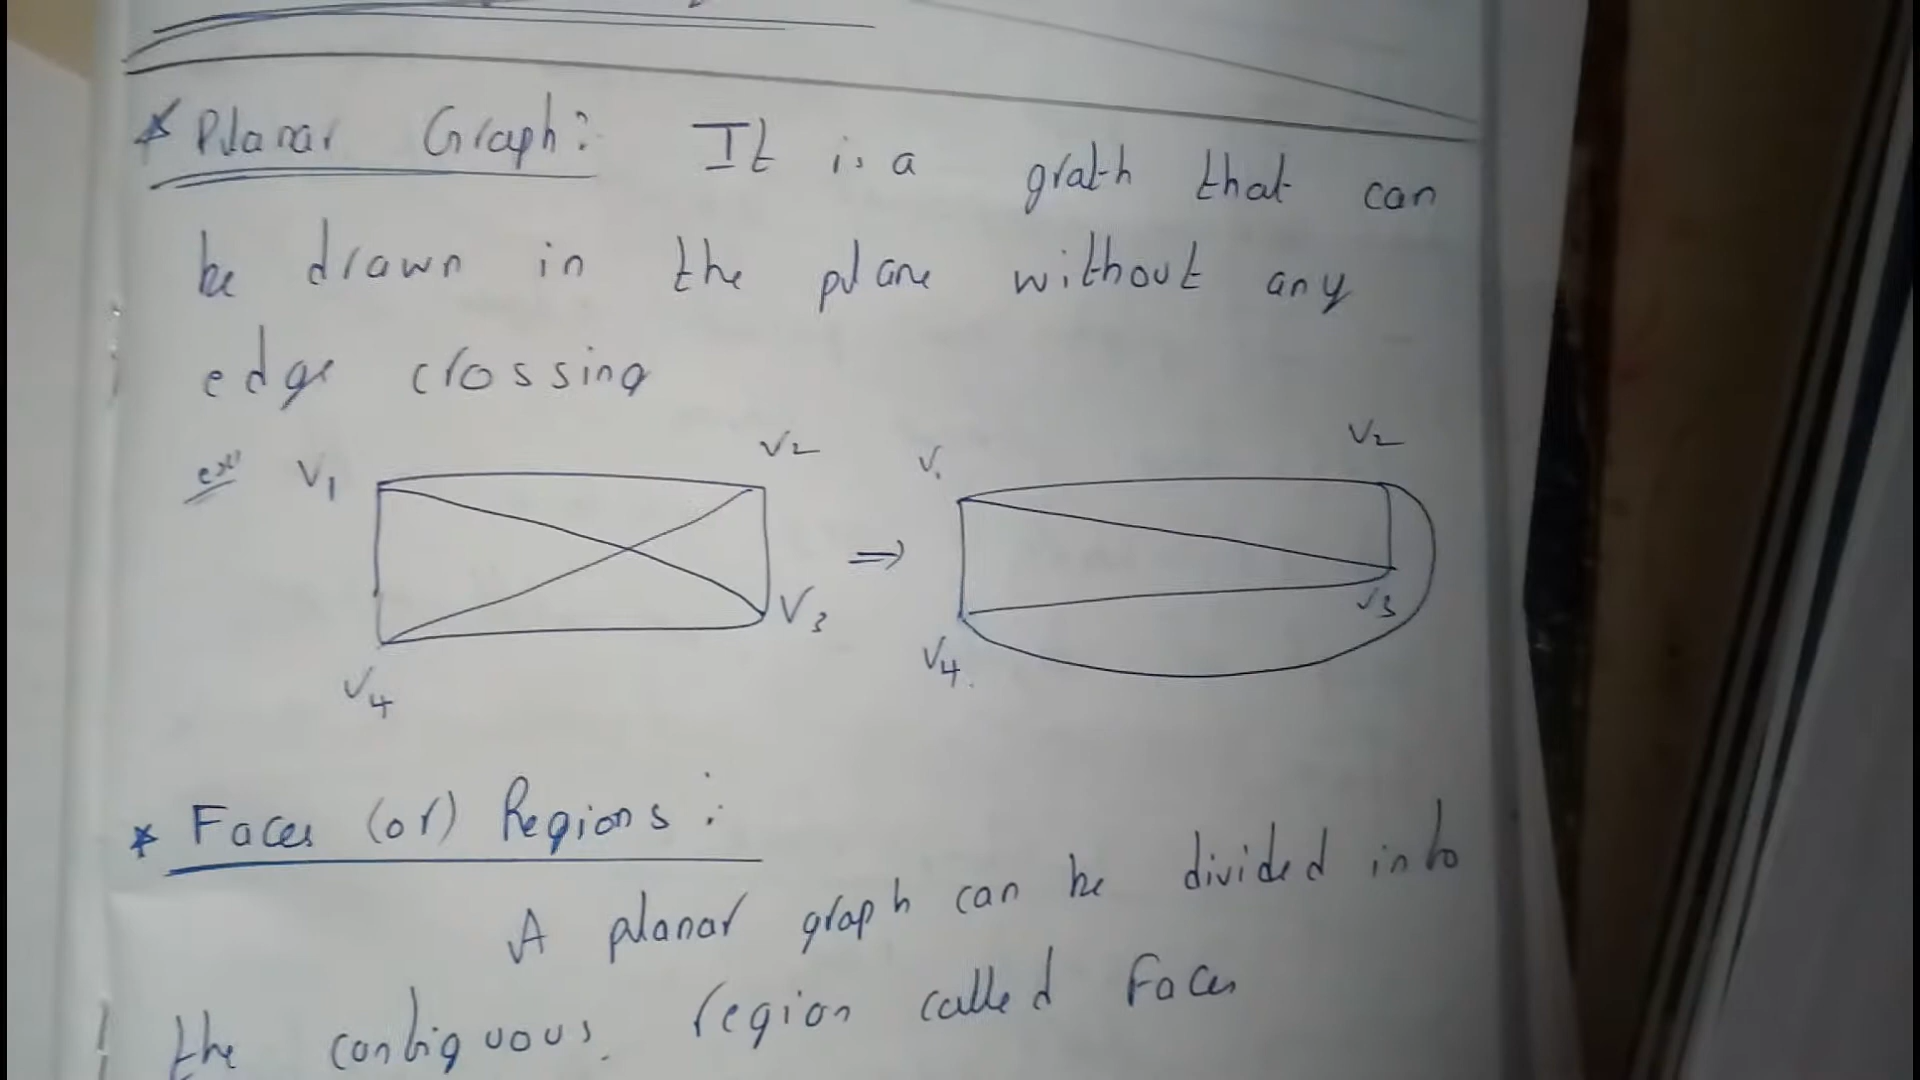 * Planar Graph: It is a grath that can
be drawn in the plane without any
edge crossing
ex: V1 V2 V3 V4 ⇒ V1 V2 V3 V4.
* Faces (or) Regions:
A planar graph can be divided into
the contiguous region called Faces